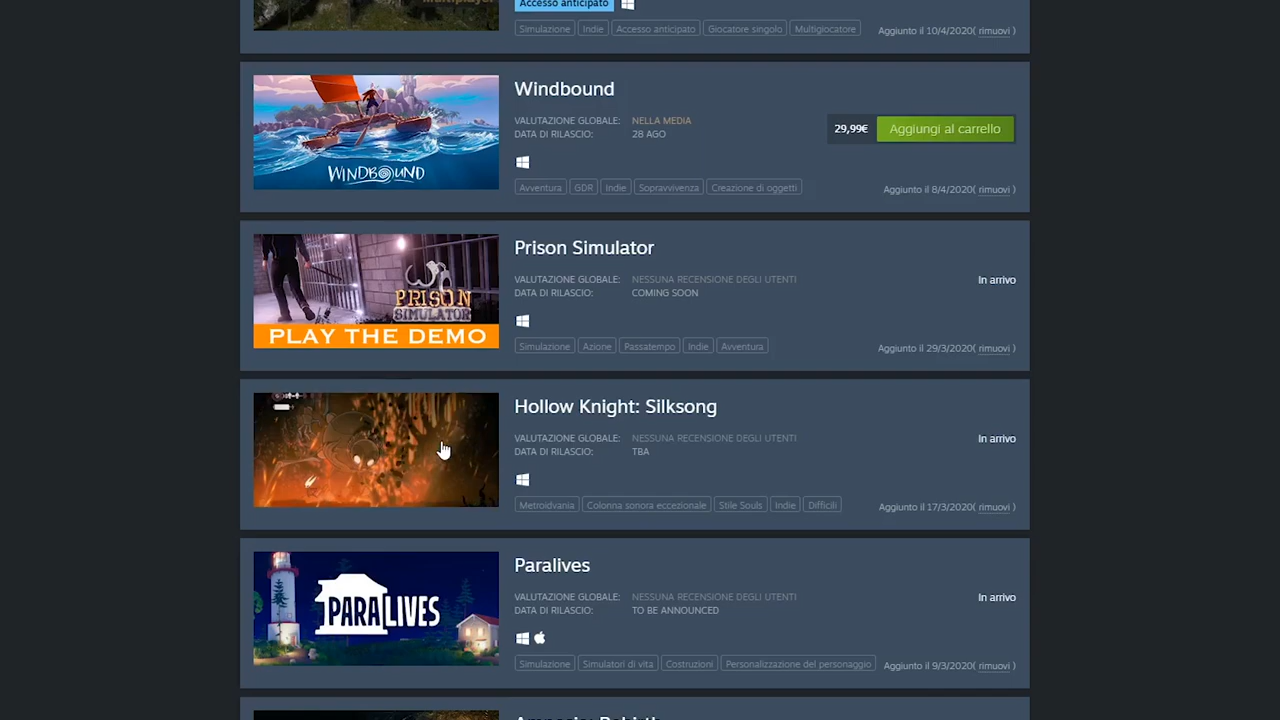 Multiplayer
Accesso anticipato
Simulazione Indie Accesso anticipato Giocatore singolo Multigiocatore
Aggiunto il 10/4/2020( rimuovi )
WINDBOUND
Windbound
VALUTAZIONE GLOBALE: NELLA MEDIA
DATA DI RILASCIO: 28 AGO
29,99€ Aggiungi al carrello
Avventura GDR Indie Sopravvivenza Creazione di oggetti
Aggiunto il 8/4/2020( rimuovi )
PRISON
SIMULATOR
PLAY THE DEMO
Prison Simulator
VALUTAZIONE GLOBALE: NESSUNA RECENSIONE DEGLI UTENTI
DATA DI RILASCIO: COMING SOON
In arrivo
Simulazione Azione Passatempo Indie Avventura
Aggiunto il 29/3/2020( rimuovi )
Hollow Knight: Silksong
VALUTAZIONE GLOBALE: NESSUNA RECENSIONE DEGLI UTENTI
DATA DI RILASCIO: TBA
In arrivo
Metroidvania Colonna sonora eccezionale Stile Souls Indie Difficili
Aggiunto il 17/3/2020( rimuovi )
PARALIVES
Paralives
VALUTAZIONE GLOBALE: NESSUNA RECENSIONE DEGLI UTENTI
DATA DI RILASCIO: TO BE ANNOUNCED
In arrivo
Simulazione Simulatori di vita Costruzioni Personalizzazione del personaggio
Aggiunto il 9/3/2020( rimuovi )